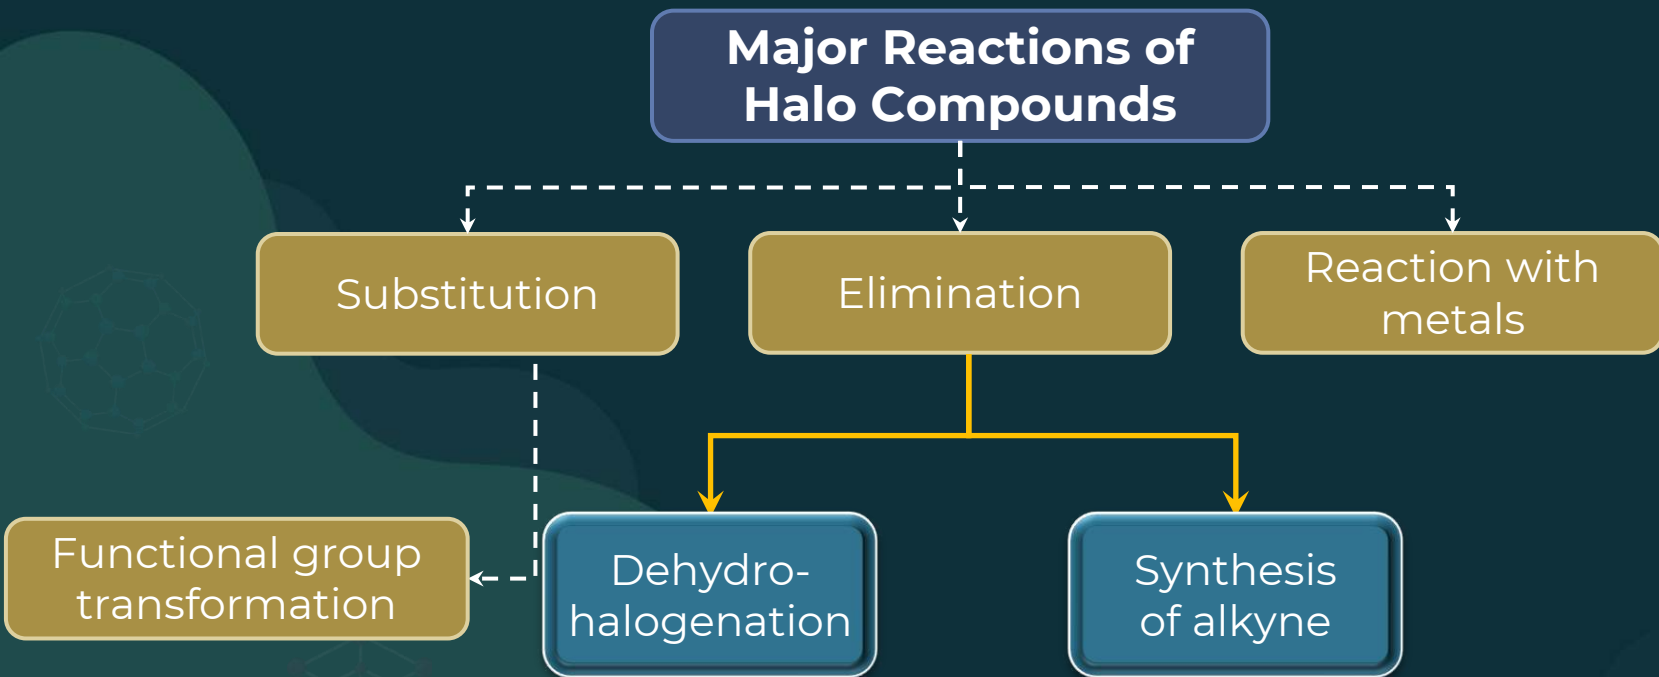 Major Reactions of
Halo Compounds
Substitution
Elimination
Reaction with
metals
Functional group
transformation
Dehydro-
halogenation
Synthesis
of alkyne